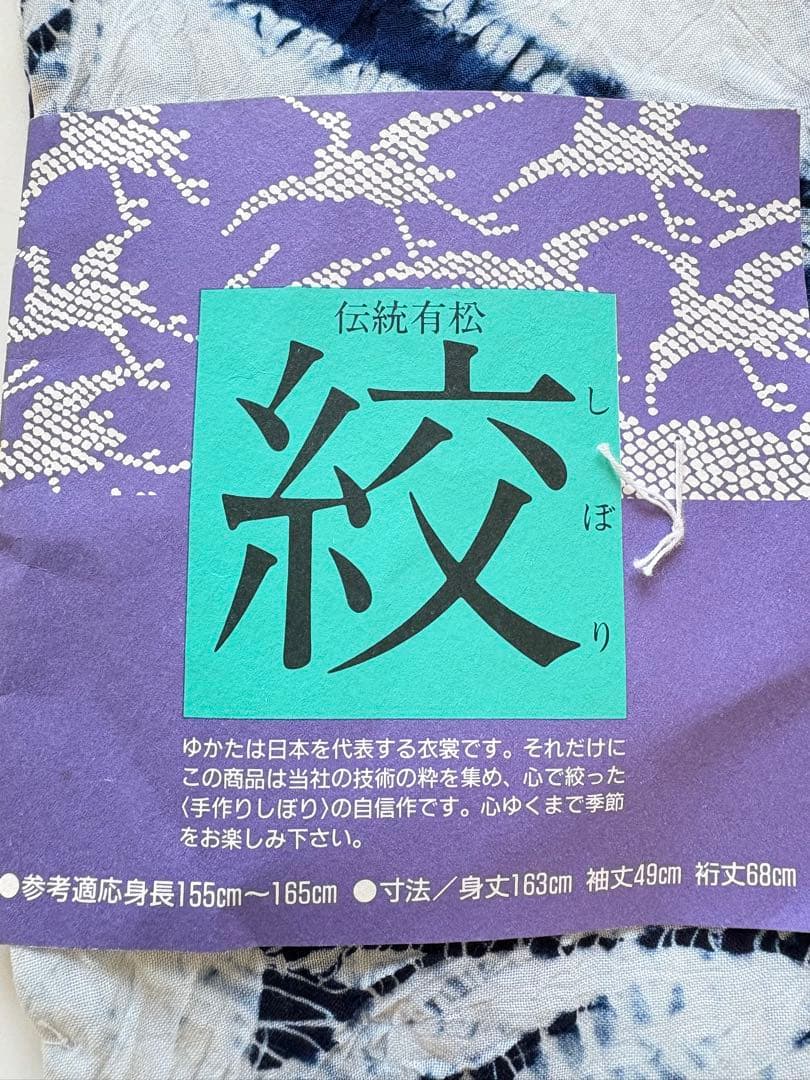 伝統有松
絞
しぼり
ゆかたは日本を代表する衣裳です。それだけに
この商品は当社の技術の粋を集め、心で絞った
〈手作りしぼり〉の自信作です。心ゆくまで季節
をお楽しみ下さい。
●参考適応身長155cm～165cm ●寸法／身丈163cm 袖丈49cm 裄丈68cm